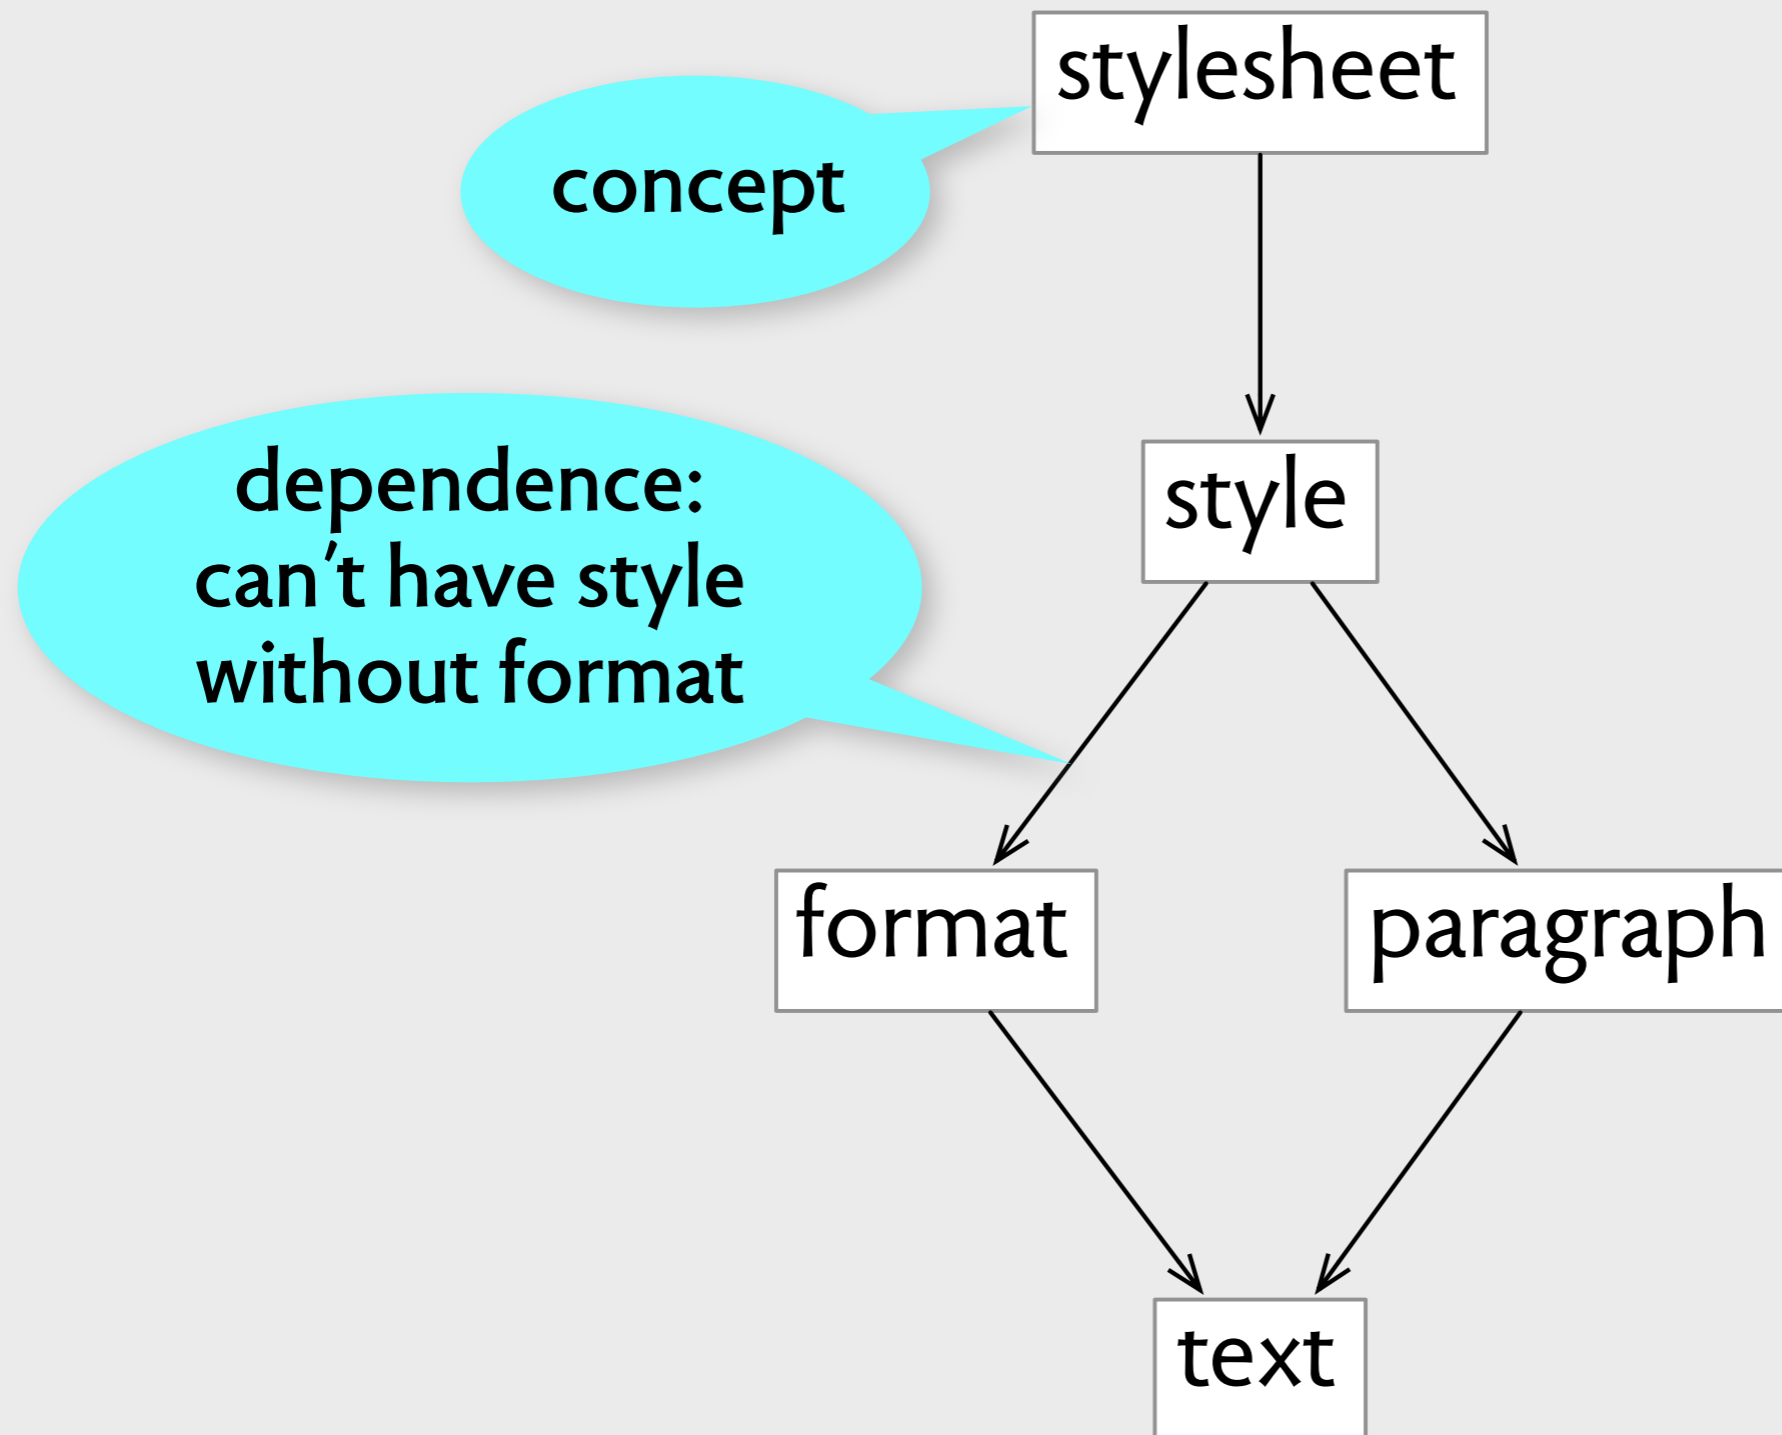 stylesheet
concept
dependence:
can't have style
without format
style
format
paragraph
text